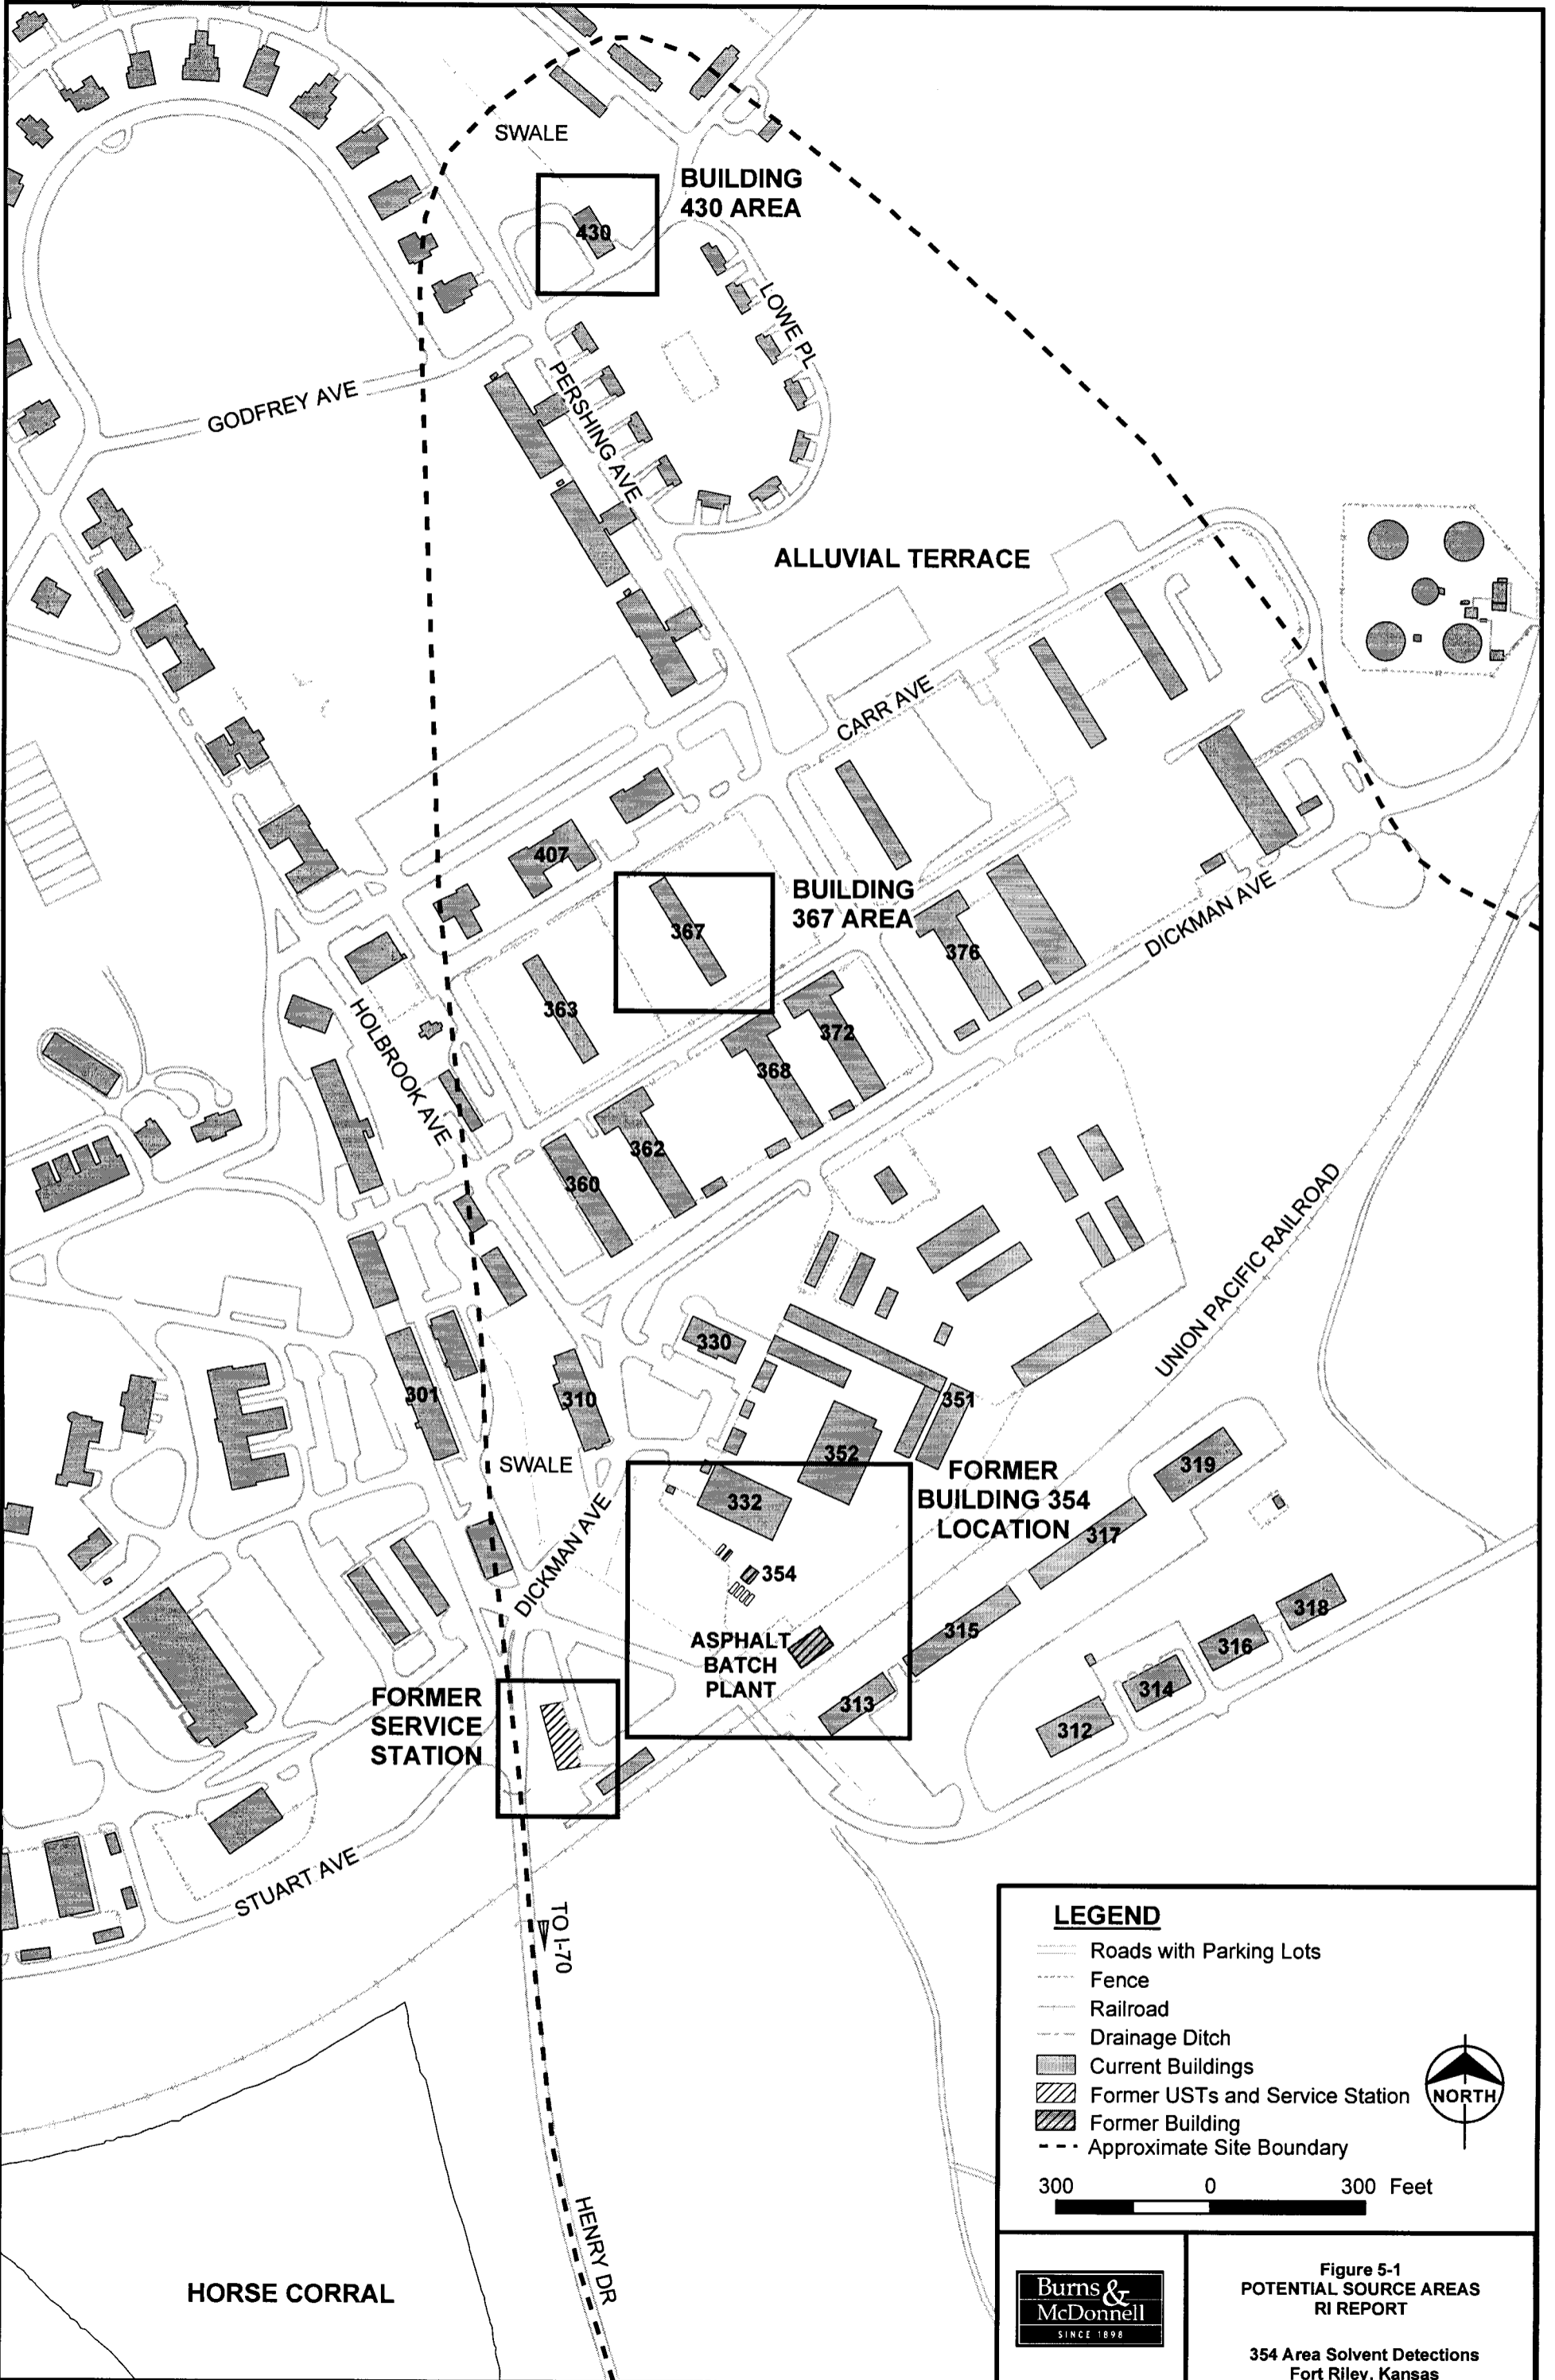 SWALE
BUILDING
430 AREA
430
LOWE PL
PERSHING AVE
GODFREY AVE
ALLUVIAL TERRACE
CARR AVE
407
BUILDING
367 AREA
367
376
DICKMAN AVE
363
HOLBROOK AVE
372
368
362
360
UNION PACIFIC RAILROAD
330
301
310
351
352
SWALE
FORMER
BUILDING 354
LOCATION
319
332
317
DICKMAN AVE
354
318
315
316
ASPHALT
BATCH
PLANT
314
313
312
FORMER
SERVICE
STATION
STUART AVE
TO I-70
HENRY DR
HORSE CORRAL
LEGEND
Roads with Parking Lots
Fence
Railroad
Drainage Ditch
Current Buildings
Former USTs and Service Station
Former Building
Approximate Site Boundary
NORTH
300 0 300 Feet
Burns &
McDonnell
SINCE 1898
Figure 5-1
POTENTIAL SOURCE AREAS
RI REPORT
354 Area Solvent Detections
Fort Riley, Kansas